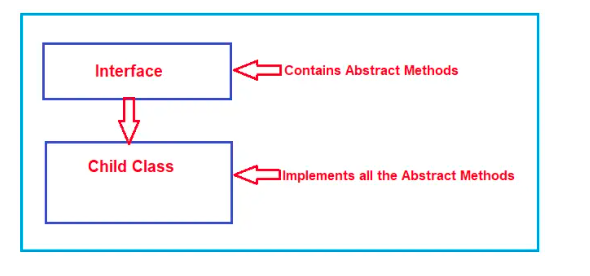 Interface
Contains Abstract Methods
Child Class
Implements all the Abstract Methods